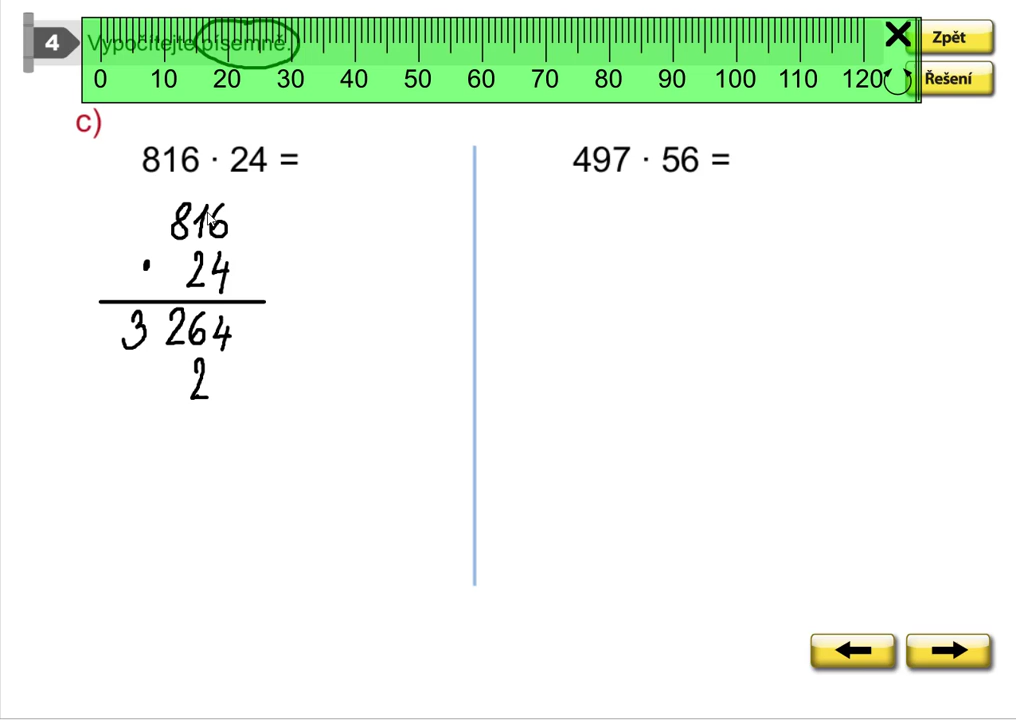 4 Vypočítejte písemně.
0 10 20 30 40 50 60 70 80 90 100 110 120
Zpět
Řešení
c)
816 · 24 =
816
· 24
3 264
2
497 · 56 =